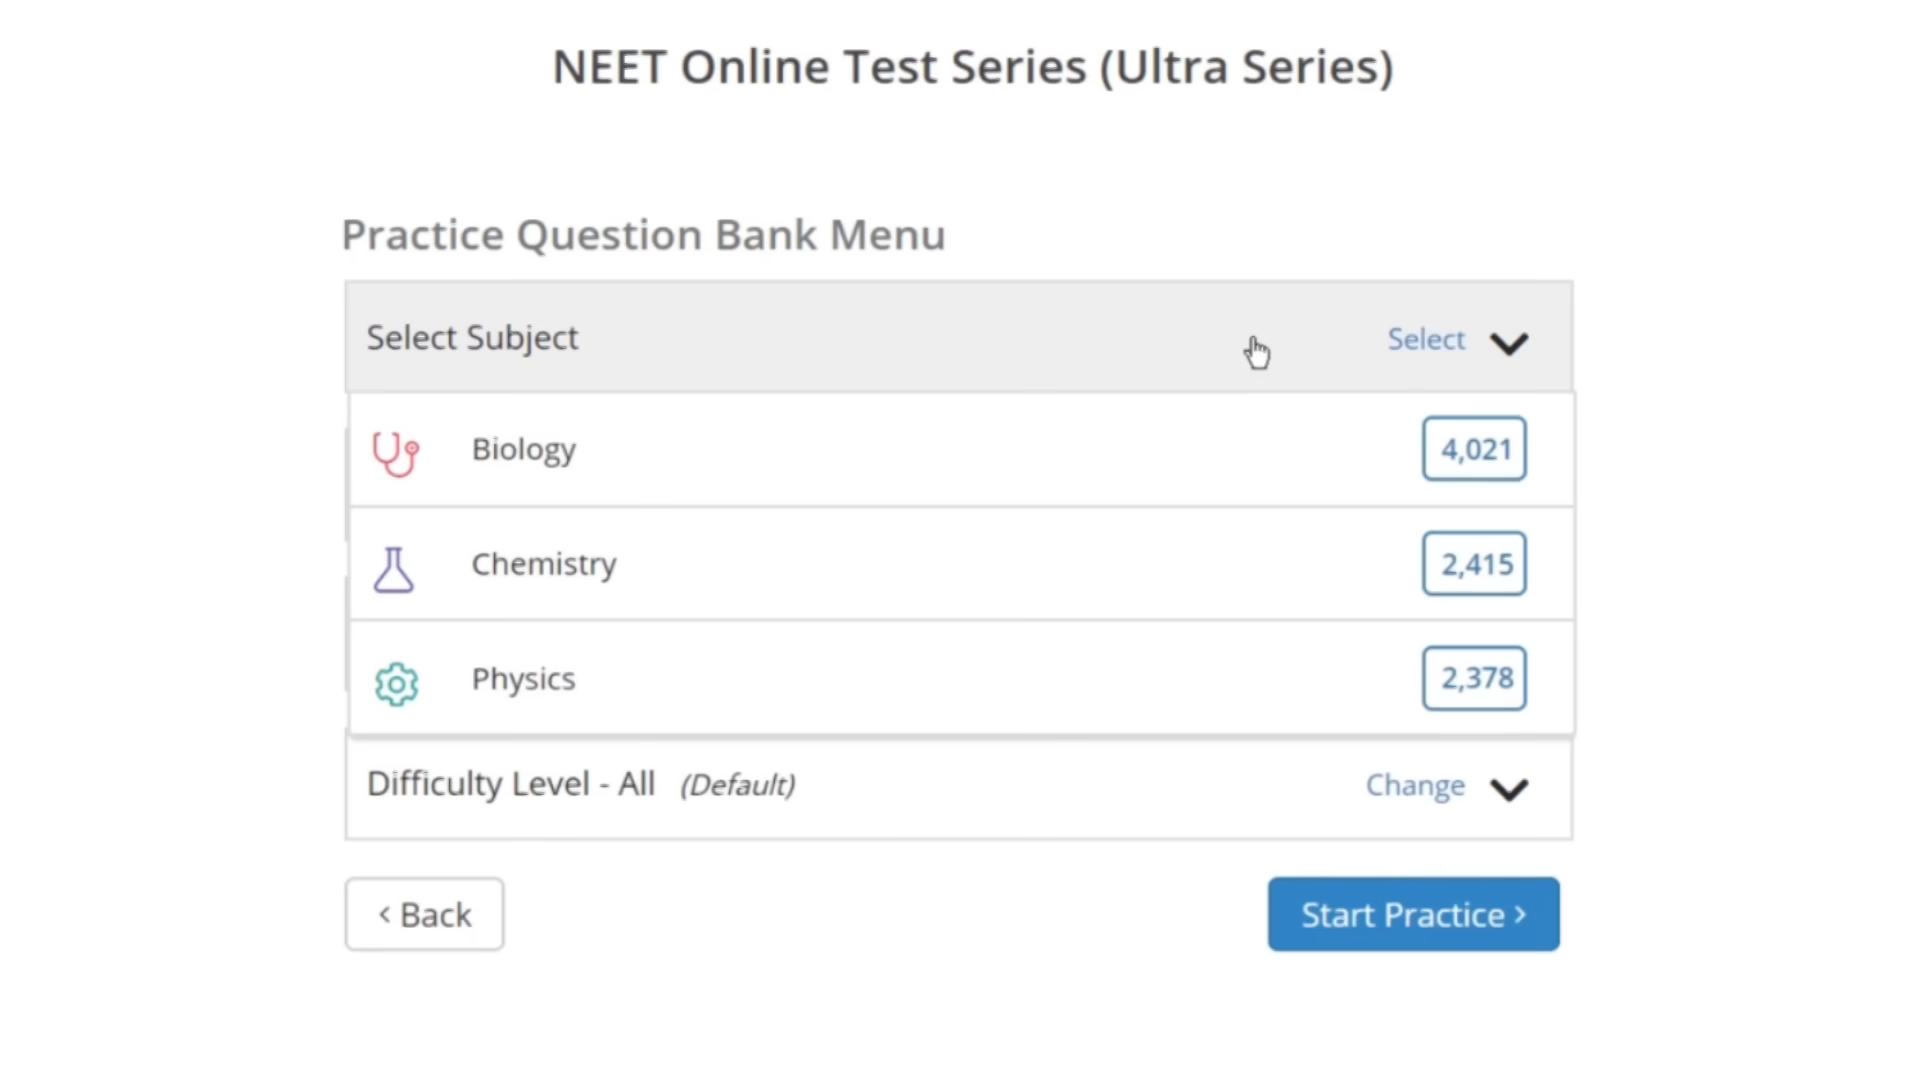 NEET Online Test Series (Ultra Series)
Practice Question Bank Menu
Select Subject Select
Biology 4,021
Chemistry 2,415
Physics 2,378
Difficulty Level - All (Default) Change
‹ Back Start Practice ›